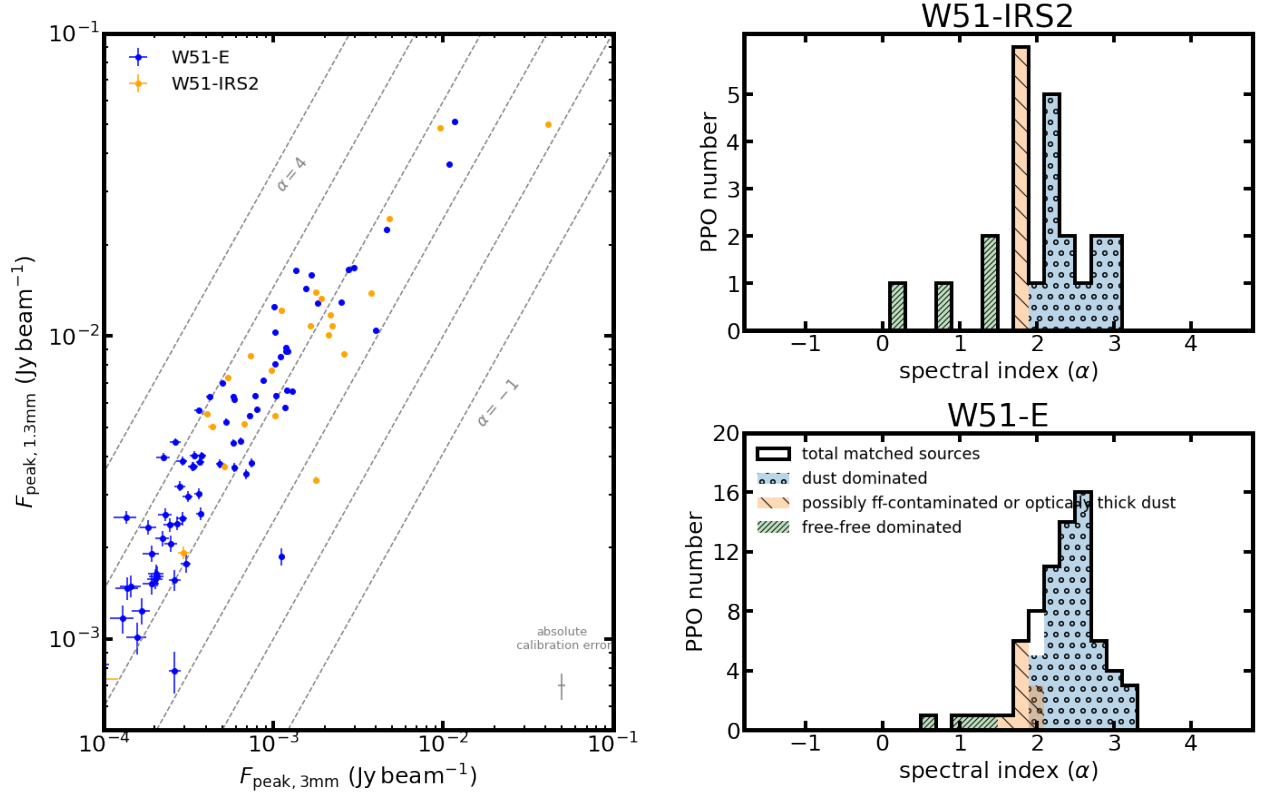 W51-E
W51-IRS2
α = 4
α = −1
absolute
calibration error
10⁻¹
10⁻²
10⁻³
10⁻⁴ 10⁻³ 10⁻² 10⁻¹
F_peak, 1.3mm (Jy beam⁻¹)
F_peak, 3mm (Jy beam⁻¹)
W51-IRS2
5
4
3
2
1
0
PPO number
−1 0 1 2 3 4
spectral index (α)
W51-E
20
16
12
8
4
0
PPO number
total matched sources
dust dominated
possibly ff-contaminated or optically thick dust
free-free dominated
−1 0 1 2 3 4
spectral index (α)